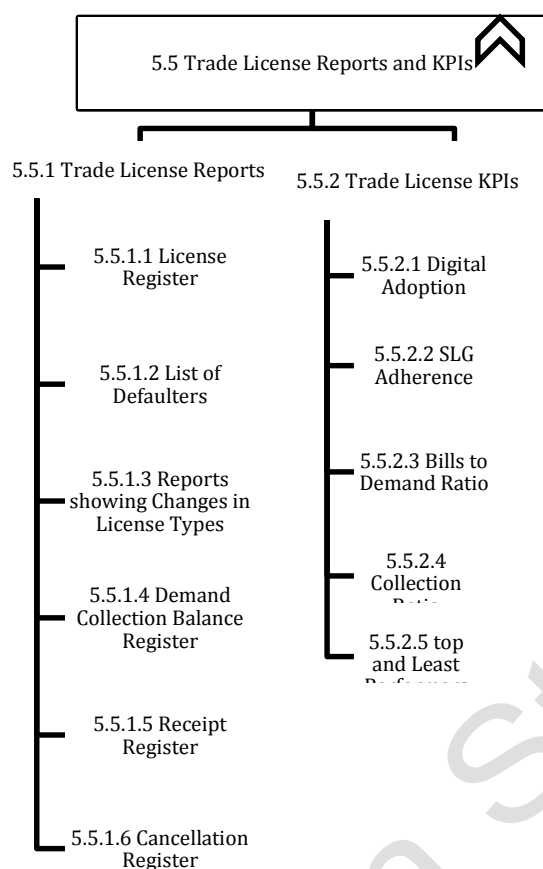 5.5 Trade License Reports and KPIs
5.5.1 Trade License Reports
5.5.1.1 License
Register
5.5.1.2 List of
Defaulters
5.5.1.3 Reports
showing Changes in
License Types
5.5.1.4 Demand
Collection Balance
Register
5.5.1.5 Receipt
Register
5.5.1.6 Cancellation
Register
5.5.2 Trade License KPIs
5.5.2.1 Digital
Adoption
5.5.2.2 SLG
Adherence
5.5.2.3 Bills to
Demand Ratio
5.5.2.4
Collection
Ratio
5.5.2.5 top
and Least
Performers